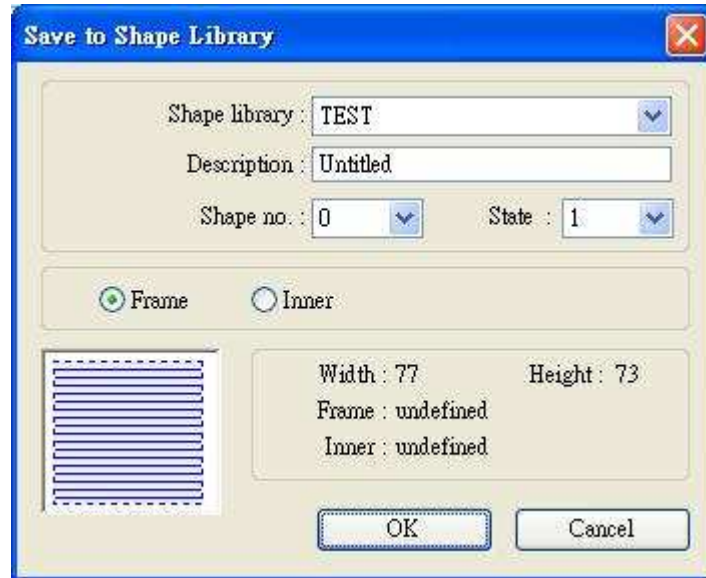 Save to Shape Library
Shape library : TEST
Description : Untitled
Shape no. : 0 State : 1
Frame Inner
Width : 77 Height : 73
Frame : undefined
Inner : undefined
OK Cancel